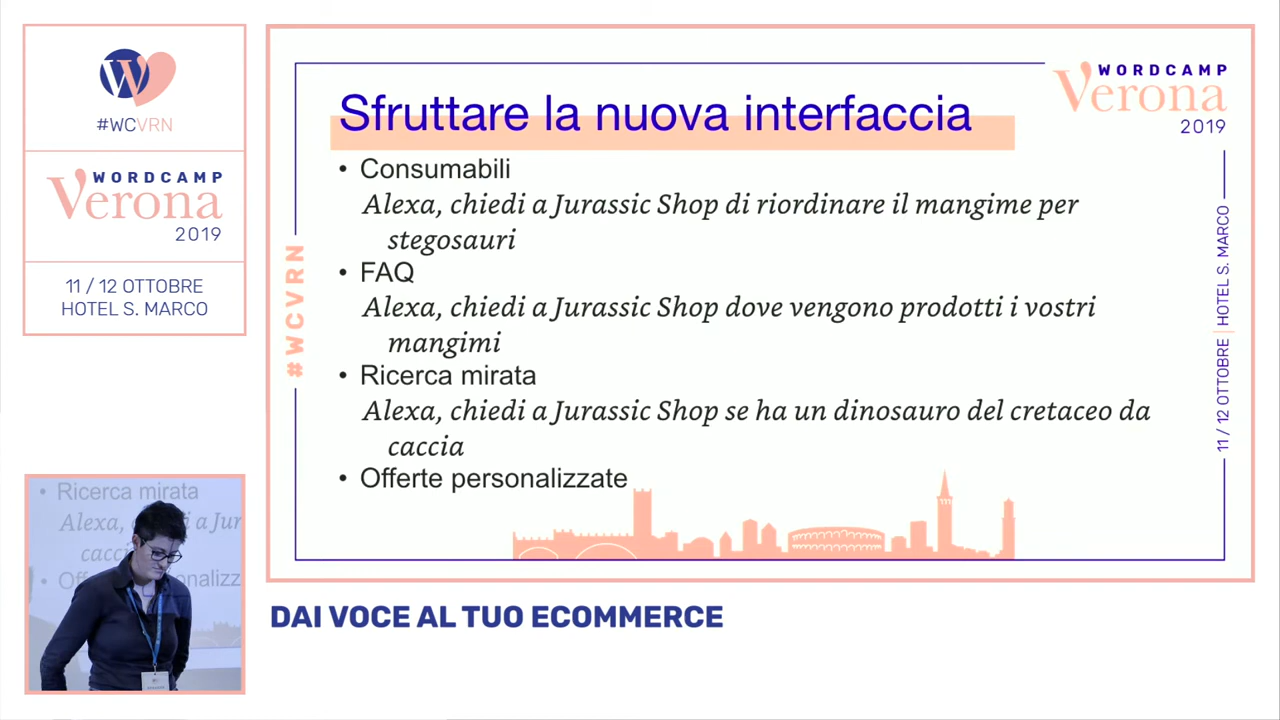 #WCVRN
WORDCAMP
Verona
2019
11 / 12 OTTOBRE
HOTEL S. MARCO
WORDCAMP
Verona
2019
Sfruttare la nuova interfaccia
• Consumabili
Alexa, chiedi a Jurassic Shop di riordinare il mangime per
stegosauri
• FAQ
Alexa, chiedi a Jurassic Shop dove vengono prodotti i vostri
mangimi
• Ricerca mirata
Alexa, chiedi a Jurassic Shop se ha un dinosauro del cretaceo da
caccia
• Offerte personalizzate
#WCVRN
11 / 12 OTTOBRE | HOTEL S. MARCO
• Ricerca mirata
Alexa, a Jur
• personalizz
DAI VOCE AL TUO ECOMMERCE